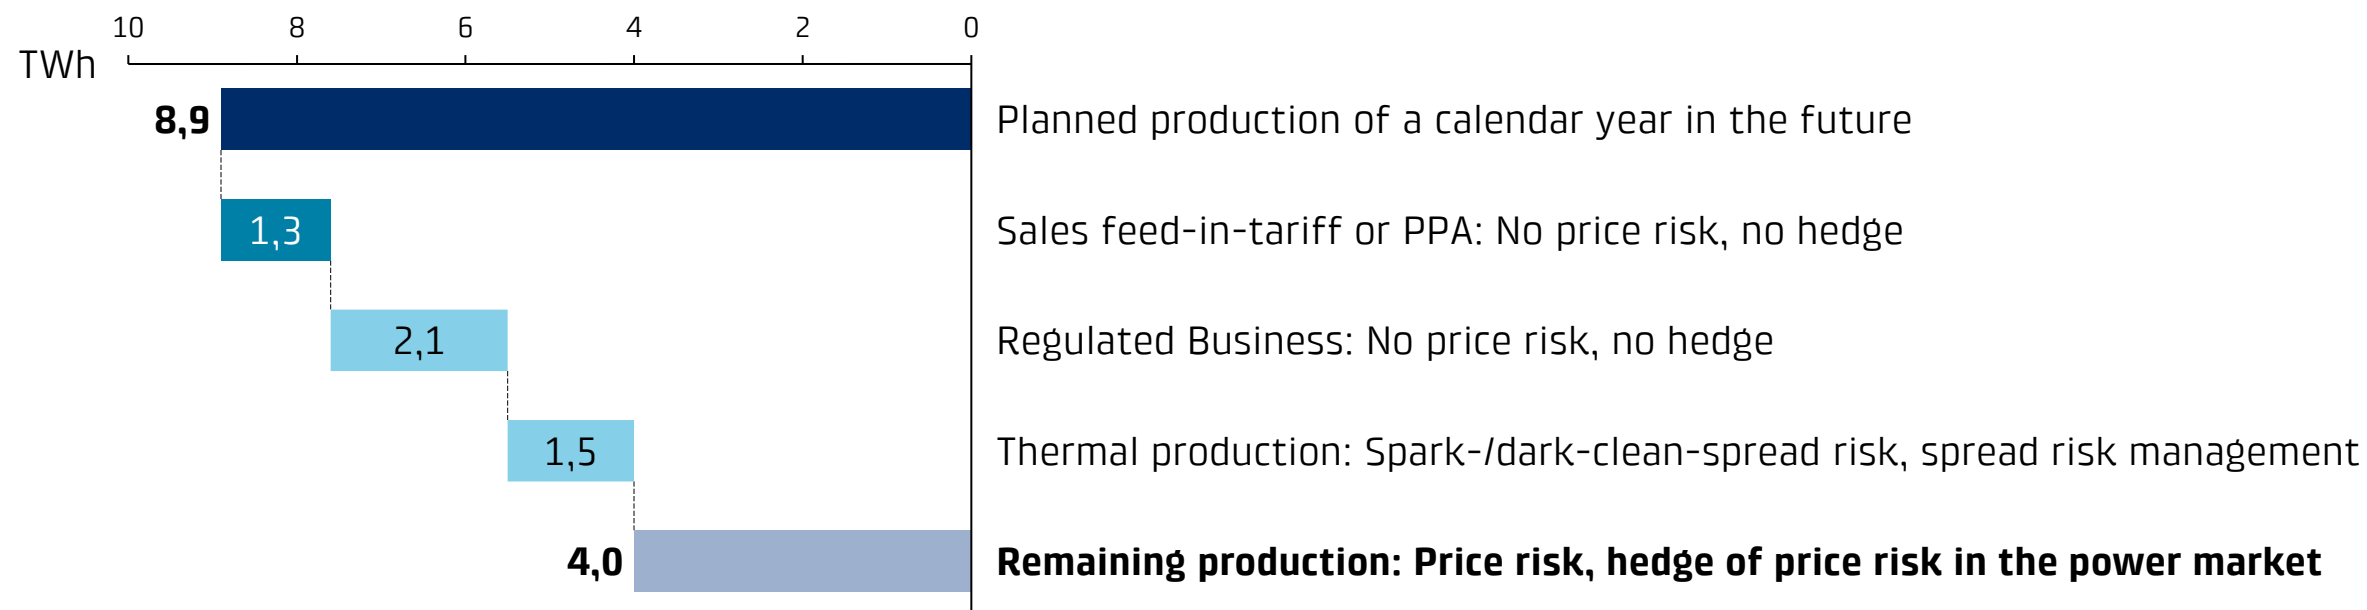 10 8 6 4 2 0
TWh
8,9 Planned production of a calendar year in the future
1,3 Sales feed-in-tariff or PPA: No price risk, no hedge
2,1 Regulated Business: No price risk, no hedge
1,5 Thermal production: Spark-/dark-clean-spread risk, spread risk management
4,0 Remaining production: Price risk, hedge of price risk in the power market